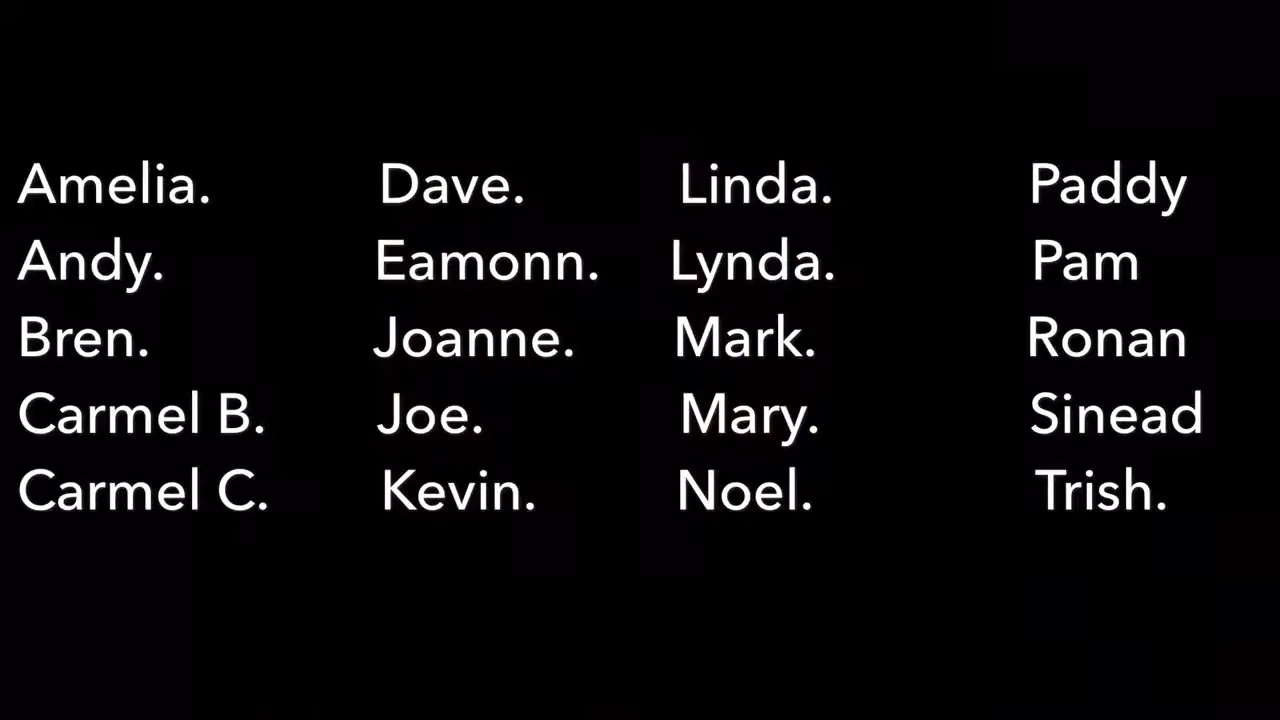 Amelia. Dave. Linda. Paddy
Andy. Eamonn. Lynda. Pam
Bren. Joanne. Mark. Ronan
Carmel B. Joe. Mary. Sinead
Carmel C. Kevin. Noel. Trish.